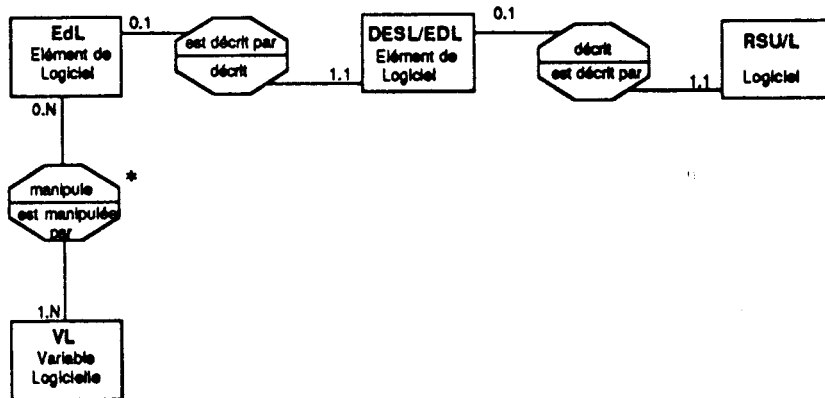 EdL
Elément de
Logiciel
0.1
est décrit par
décrit
1.1
DESL/EDL
Elément de
Logiciel
0.1
décrit
est décrit par
1.1
RSU/L
Logiciel
0.N
manipule
*
est manipulée
par
1.N
VL
Variable
Logicielle